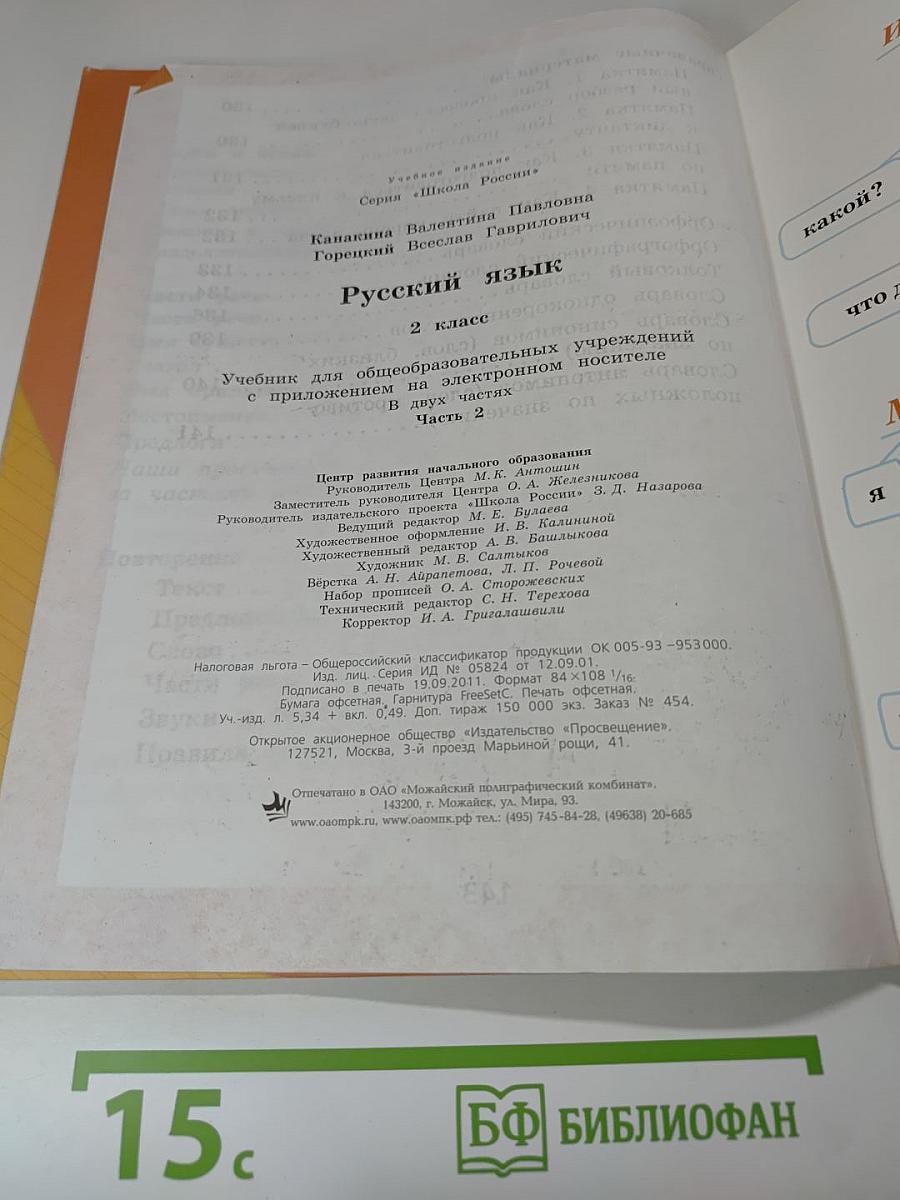 Учебное издание
Серия «Школа России»
Канакина Валентина Павловна
Горецкий Всеслав Гаврилович
Русский язык
2 класс
Учебник для общеобразовательных учреждений
с приложением на электронном носителе
В двух частях
Часть 2
Центр развития начального образования
Руководитель Центра М. К. Антошин
Заместитель руководителя Центра О. А. Железникова
Руководитель издательского проекта «Школа России» З. Д. Назарова
Ведущий редактор М. Е. Булаева
Художественное оформление И. В. Калининой
Художественный редактор А. В. Башлыкова
Художник М. В. Салтыков
Вёрстка А. Н. Айрапетова, Л. П. Рочевой
Набор прописей О. А. Сторожевских
Технический редактор С. Н. Терехова
Корректор И. А. Григалашвили
Налоговая льгота – Общероссийский классификатор продукции ОК 005-93 –953000.
Изд. лиц. Серия ИД № 05824 от 12.09.01.
Подписано в печать 19.09.2011. Формат 84×108 1/16.
Бумага офсетная. Гарнитура FreeSetC. Печать офсетная.
Уч.-изд. л. 5,34 + вкл. 0,49. Доп. тираж 150 000 экз. Заказ № 454.
Открытое акционерное общество «Издательство «Просвещение».
127521, Москва, 3-й проезд Марьиной рощи, 41.
Отпечатано в ОАО «Можайский полиграфический комбинат».
143200, г. Можайск, ул. Мира, 93.
www.oaompk.ru, www.оаомпк.рф тел.: (495) 745-84-28, (49638) 20-685
какой?
что
я
15 с
БФ БИБЛИОФАН